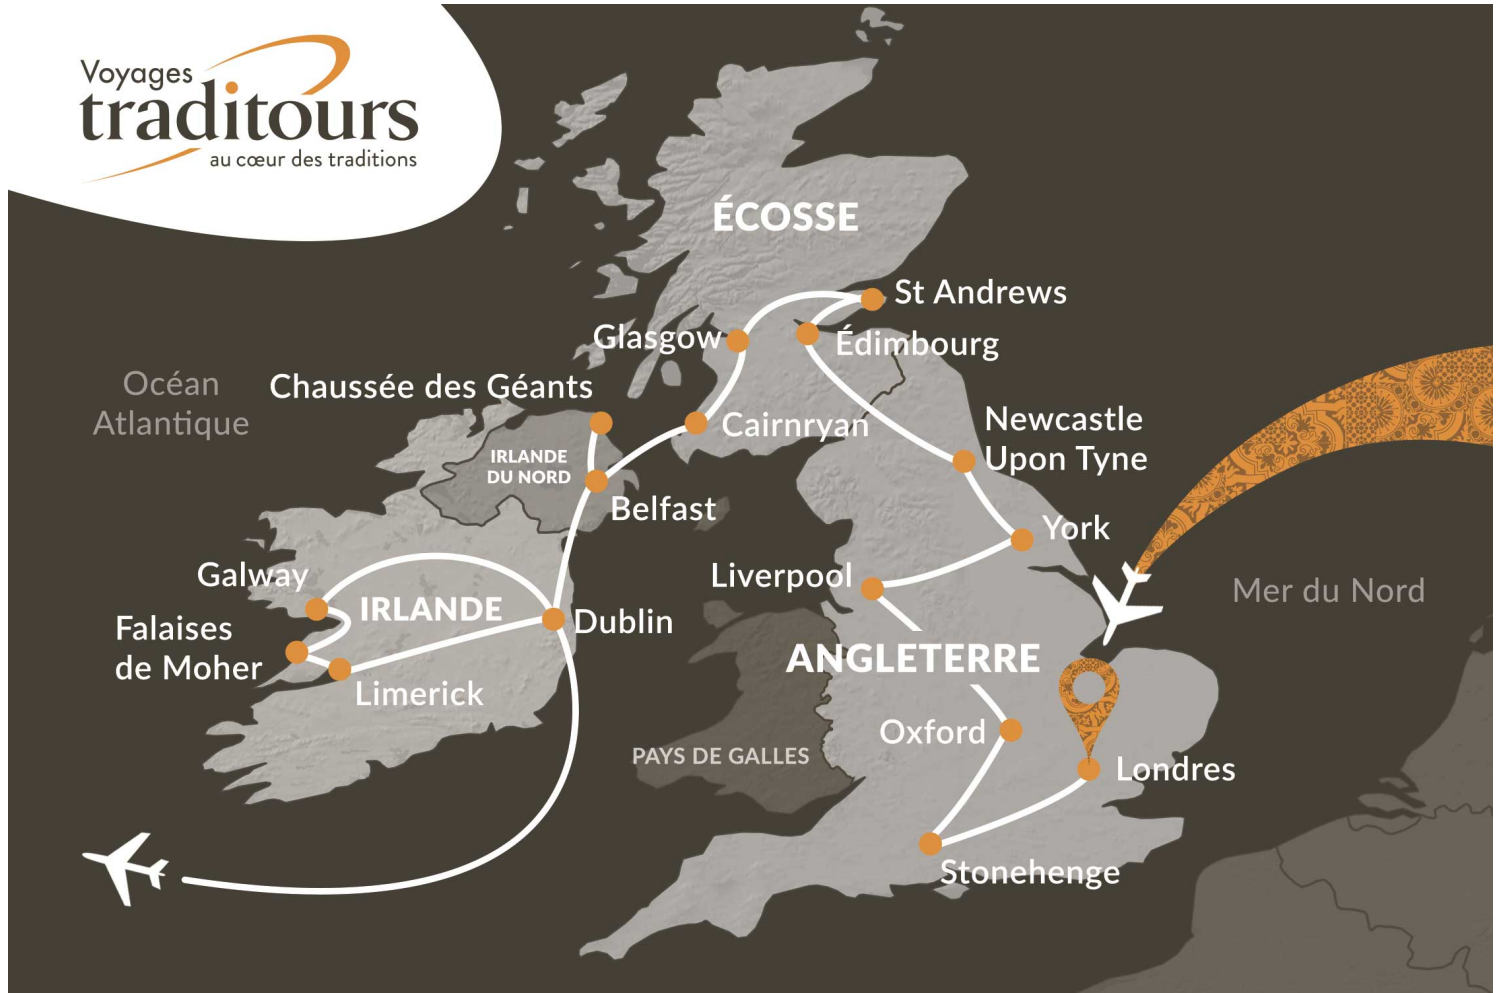 Voyages
traditours
au cœur des traditions
ÉCOSSE
St Andrews
Glasgow
Édimbourg
Océan
Atlantique
Chaussée des Géants
Cairnryan
Newcastle
Upon Tyne
IRLANDE
DU NORD
Belfast
York
Galway
Liverpool
Mer du Nord
IRLANDE
Dublin
Falaises
de Moher
Limerick
ANGLETERRE
Oxford
PAYS DE GALLES
Londres
Stonehenge